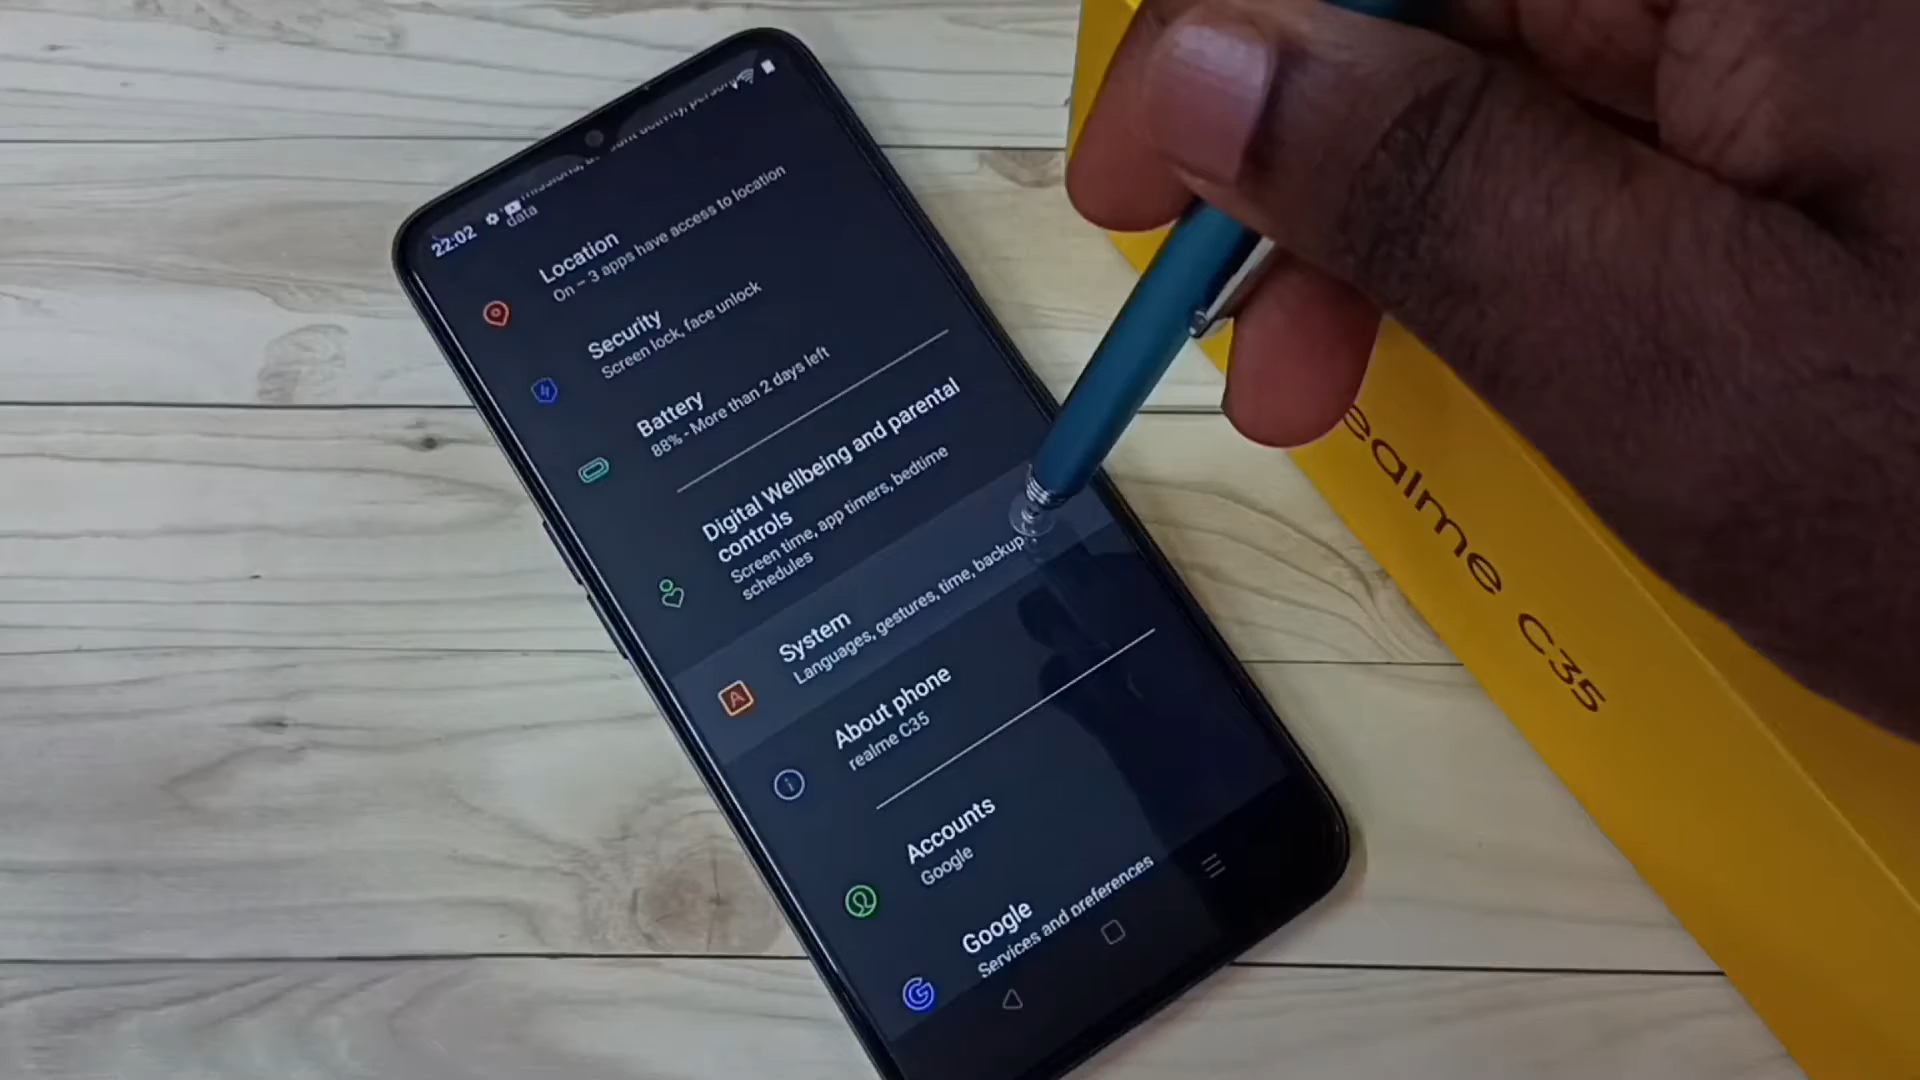 22:02
data
Location
On – 3 apps have access to location
Security
Screen lock, face unlock
Battery
88% - More than 2 days left
Digital Wellbeing and parental
controls
Screen time, app timers, bedtime
schedules
System
Languages, gestures, time, backup
About phone
realme C35
Accounts
Google
Google
Services and preferences
ealme C35